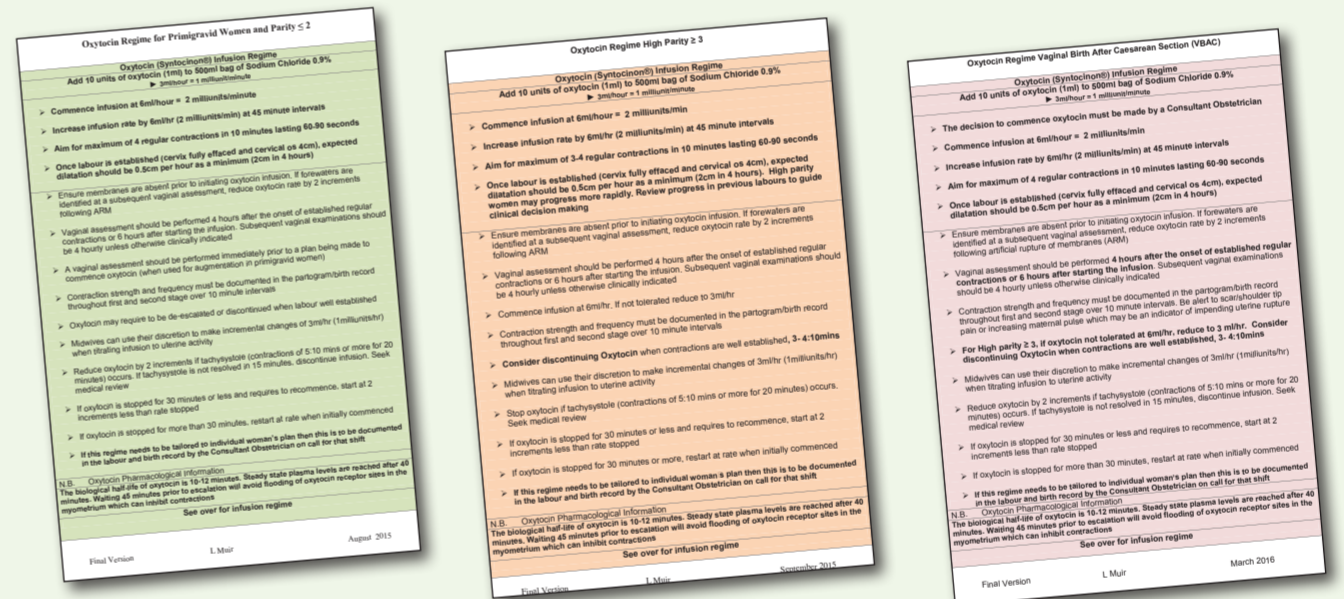 Oxytocin Regime for Primigravid Women and Parity ≤ 2
Oxytocin (Syntocinon®) Infusion Regime
Add 10 units of oxytocin (1ml) to 500ml bag of Sodium Chloride 0.9%
▶ 3ml/hour = 1 milliunit/minute
➢ Commence infusion at 6ml/hour = 2 milliunits/minute
➢ Increase infusion rate by 6ml/hr (2 milliunits/min) at 45 minute intervals
➢ Aim for maximum of 4 regular contractions in 10 minutes lasting 60-90 seconds
➢ Once labour is established (cervix fully effaced and cervical os 4cm), expected
dilatation should be 0.5cm per hour as a minimum (2cm in 4 hours)
➢ Ensure membranes are absent prior to initiating oxytocin infusion. If forewaters are
identified at a subsequent vaginal assessment, reduce oxytocin rate by 2 increments
following ARM
➢ Vaginal assessment should be performed 4 hours after the onset of established regular
contractions or 6 hours after starting the infusion. Subsequent vaginal examinations should
be 4 hourly unless otherwise clinically indicated
➢ A vaginal assessment should be performed immediately prior to a plan being made to
commence oxytocin (when used for augmentation in primigravid women)
➢ Contraction strength and frequency must be documented in the partogram/birth record
throughout first and second stage over 10 minute intervals
➢ Oxytocin may require to be de-escalated or discontinued when labour well established
➢ Midwives can use their discretion to make incremental changes of 3ml/hr (1milliunits/hr)
when titrating infusion to uterine activity
➢ Reduce oxytocin by 2 increments if tachysystole (contractions of 5:10 mins or more for 20
minutes) occurs. If tachysystole is not resolved in 15 minutes, discontinue infusion. Seek
medical review
➢ If oxytocin is stopped for 30 minutes or less and requires to recommence, start at 2
increments less than rate stopped
➢ If oxytocin is stopped for more than 30 minutes, restart at rate when initially commenced
➢ If this regime needs to be tailored to individual woman's plan then this is to be documented
in the labour and birth record by the Consultant Obstetrician on call for that shift
N.B. Oxytocin Pharmacological Information
The biological half-life of oxytocin is 10-12 minutes. Steady state plasma levels are reached after 40
minutes. Waiting 45 minutes prior to escalation will avoid flooding of oxytocin receptor sites in the
myometrium which can inhibit contractions
See over for infusion regime
Final Version L Muir August 2015
Oxytocin Regime High Parity ≥ 3
Oxytocin (Syntocinon®) Infusion Regime
Add 10 units of oxytocin (1ml) to 500ml bag of Sodium Chloride 0.9%
▶ 3ml/hour = 1 milliunit/minute
➢ Commence infusion at 6ml/hour = 2 milliunits/min
➢ Increase infusion rate by 6ml/hr (2 milliunits/min) at 45 minute intervals
➢ Aim for maximum of 3-4 regular contractions in 10 minutes lasting 60-90 seconds
➢ Once labour is established (cervix fully effaced and cervical os 4cm), expected
dilatation should be 0.5cm per hour as a minimum (2cm in 4 hours). High parity
women may progress more rapidly. Review progress in previous labours to guide
clinical decision making
➢ Ensure membranes are absent prior to initiating oxytocin infusion. If forewaters are
identified at a subsequent vaginal assessment, reduce oxytocin rate by 2 increments
following ARM
➢ Vaginal assessment should be performed 4 hours after the onset of established regular
contractions or 6 hours after starting the infusion. Subsequent vaginal examinations should
be 4 hourly unless otherwise clinically indicated
➢ Commence infusion at 6ml/hr. If not tolerated reduce to 3ml/hr
➢ Contraction strength and frequency must be documented in the partogram/birth record
throughout first and second stage over 10 minute intervals
➢ Consider discontinuing Oxytocin when contractions are well established, 3- 4:10mins
➢ Midwives can use their discretion to make incremental changes of 3ml/hr (1milliunits/hr)
when titrating infusion to uterine activity
➢ Stop oxytocin if tachysystole (contractions of 5:10 mins or more for 20 minutes) occurs.
Seek medical review
➢ If oxytocin is stopped for 30 minutes or less and requires to recommence, start at 2
increments less than rate stopped
➢ If oxytocin is stopped for 30 minutes or more, restart at rate when initially commenced
➢ If this regime needs to be tailored to individual woman's plan then this is to be documented
in the labour and birth record by the Consultant Obstetrician on call for that shift
N.B. Oxytocin Pharmacological Information
The biological half-life of oxytocin is 10-12 minutes. Steady state plasma levels are reached after 40
minutes. Waiting 45 minutes prior to escalation will avoid flooding of oxytocin receptor sites in the
myometrium which can inhibit contractions
See over for infusion regime
Final Version L Muir September 2015
Oxytocin Regime Vaginal Birth After Caesarean Section (VBAC)
Oxytocin (Syntocinon®) Infusion Regime
Add 10 units of oxytocin (1ml) to 500ml bag of Sodium Chloride 0.9%
▶ 3ml/hour = 1 milliunit/minute
➢ The decision to commence oxytocin must be made by a Consultant Obstetrician
➢ Commence infusion at 6ml/hour = 2 milliunits/min
➢ Increase infusion rate by 6ml/hr (2 milliunits/min) at 45 minute intervals
➢ Aim for maximum of 4 regular contractions in 10 minutes lasting 60-90 seconds
➢ Once labour is established (cervix fully effaced and cervical os 4cm), expected
dilatation should be 0.5cm per hour as a minimum (2cm in 4 hours)
➢ Ensure membranes are absent prior to initiating oxytocin infusion. If forewaters are
identified at a subsequent vaginal assessment, reduce oxytocin rate by 2 increments
following artificial rupture of membranes (ARM)
➢ Vaginal assessment should be performed 4 hours after the onset of established regular
contractions or 6 hours after starting the infusion. Subsequent vaginal examinations
should be 4 hourly unless otherwise clinically indicated
➢ Contraction strength and frequency must be documented in the partogram/birth record
throughout first and second stage over 10 minute intervals. Be alert to scar/shoulder tip
pain or increasing maternal pulse which may be an indicator of impending uterine rupture
➢ For High parity ≥ 3, if oxytocin not tolerated at 6ml/hr, reduce to 3 ml/hr. Consider
discontinuing Oxytocin when contractions are well established, 3- 4:10mins
➢ Midwives can use their discretion to make incremental changes of 3ml/hr (1milliunits/hr)
when titrating infusion to uterine activity
➢ Reduce oxytocin by 2 increments if tachysystole (contractions of 5:10 mins or more for 20
minutes) occurs. If tachysystole is not resolved in 15 minutes, discontinue infusion. Seek
medical review
➢ If oxytocin is stopped for 30 minutes or less and requires to recommence, start at 2
increments less than rate stopped
➢ If oxytocin is stopped for more than 30 minutes, restart at rate when initially commenced
➢ If this regime needs to be tailored to individual woman's plan then this is to be documented
in the labour and birth record by the Consultant Obstetrician on call for that shift
N.B. Oxytocin Pharmacological Information
The biological half-life of oxytocin is 10-12 minutes. Steady state plasma levels are reached after 40
minutes. Waiting 45 minutes prior to escalation will avoid flooding of oxytocin receptor sites in the
myometrium which can inhibit contractions
See over for infusion regime
Final Version L Muir March 2016